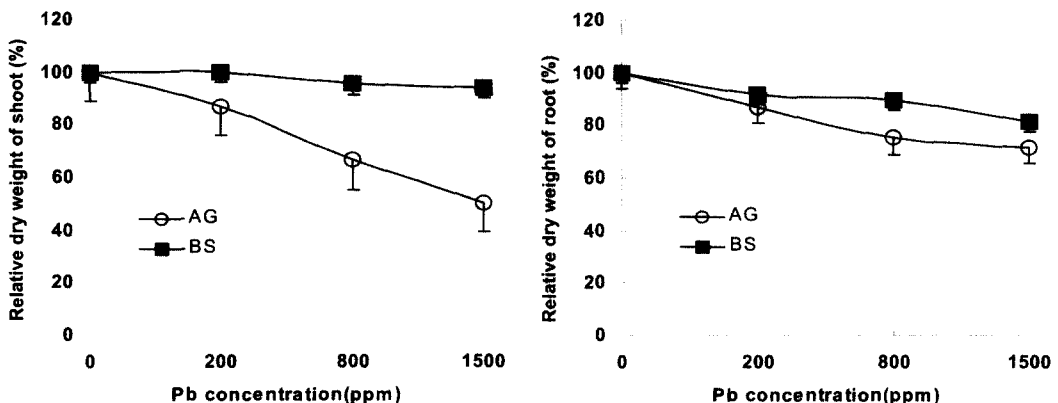 Relative dry weight of shoot (%)
120
100
80
60
40
20
0
AG
BS
0 200 800 1500
Pb concentration(ppm)
Relative dry weight of root (%)
120
100
80
60
40
20
0
AG
BS
0 200 800 1500
Pb concentration(ppm)